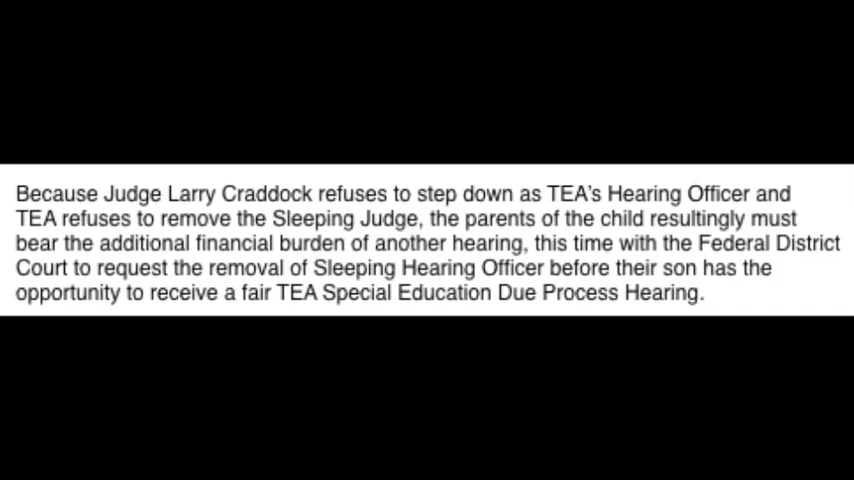 Because Judge Larry Craddock refuses to step down as TEA's Hearing Officer and
TEA refuses to remove the Sleeping Judge, the parents of the child resultingly must
bear the additional financial burden of another hearing, this time with the Federal District
Court to request the removal of Sleeping Hearing Officer before their son has the
opportunity to receive a fair TEA Special Education Due Process Hearing.